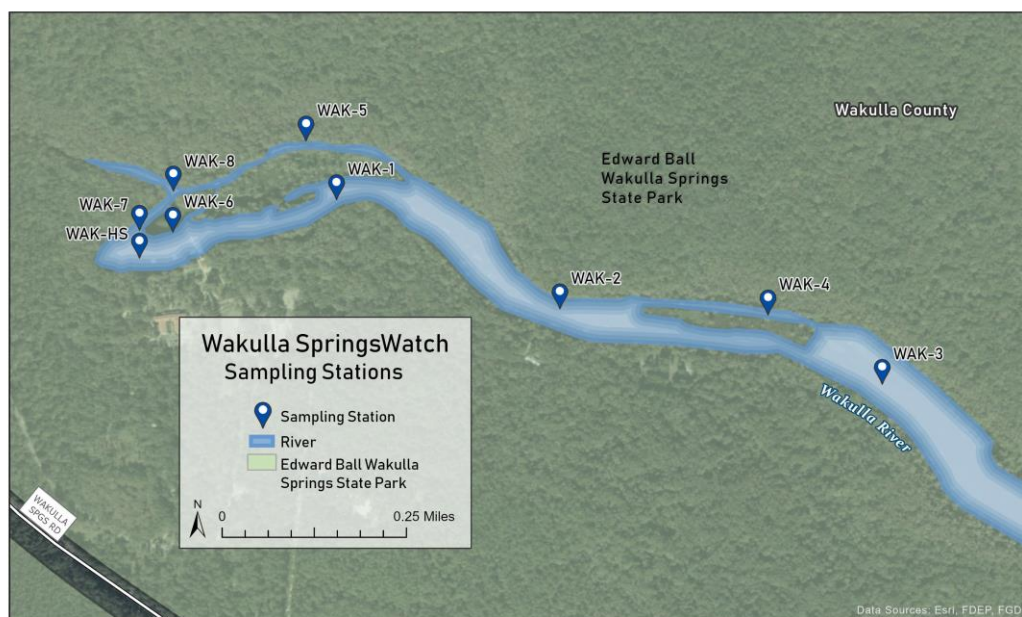 WAK-5
Wakulla County
WAK-8
WAK-1
Edward Ball
Wakulla Springs
State Park
WAK-7
WAK-6
WAK-HS
WAK-2
WAK-4
WAK-3
Wakulla River
Wakulla SpringsWatch
Sampling Stations
Sampling Station
River
Edward Ball Wakulla
Springs State Park
N
0
0.25 Miles
WAKULLA
SPGS RD
Data Sources: Esri, FDEP, FGD